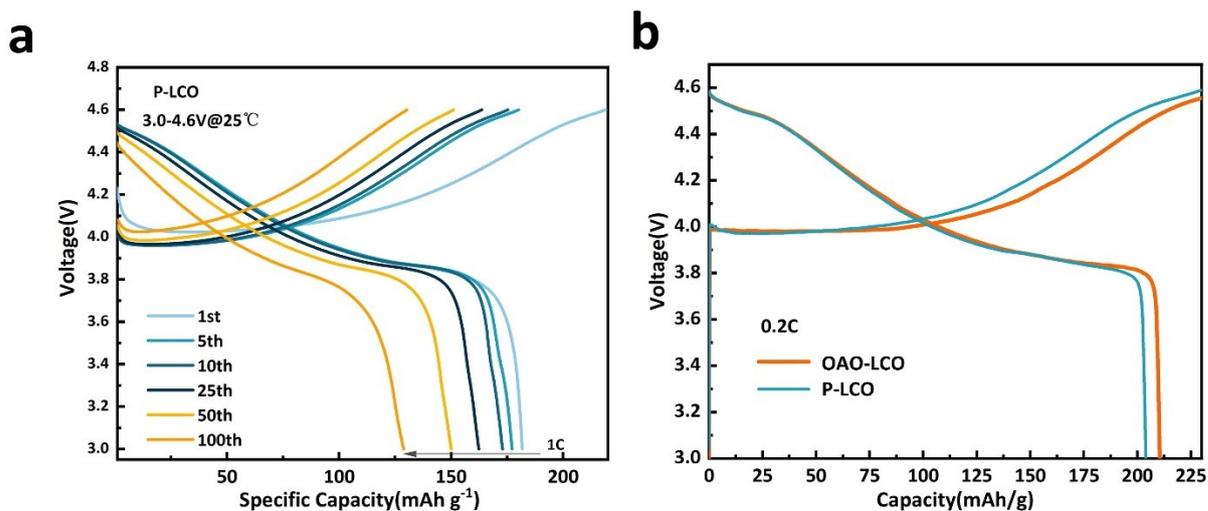 a
4.8
4.6
4.4
4.2
4.0
3.8
3.6
3.4
3.2
3.0
Voltage(V)
P-LCO
3.0-4.6V@25℃
1st
5th
10th
25th
50th
100th
1C
50
100
150
200
Specific Capacity(mAh g⁻¹)
b
4.6
4.4
4.2
4.0
3.8
3.6
3.4
3.2
3.0
Voltage(V)
0.2C
OAO-LCO
P-LCO
0
25
50
75
100
125
150
175
200
225
Capacity(mAh/g)